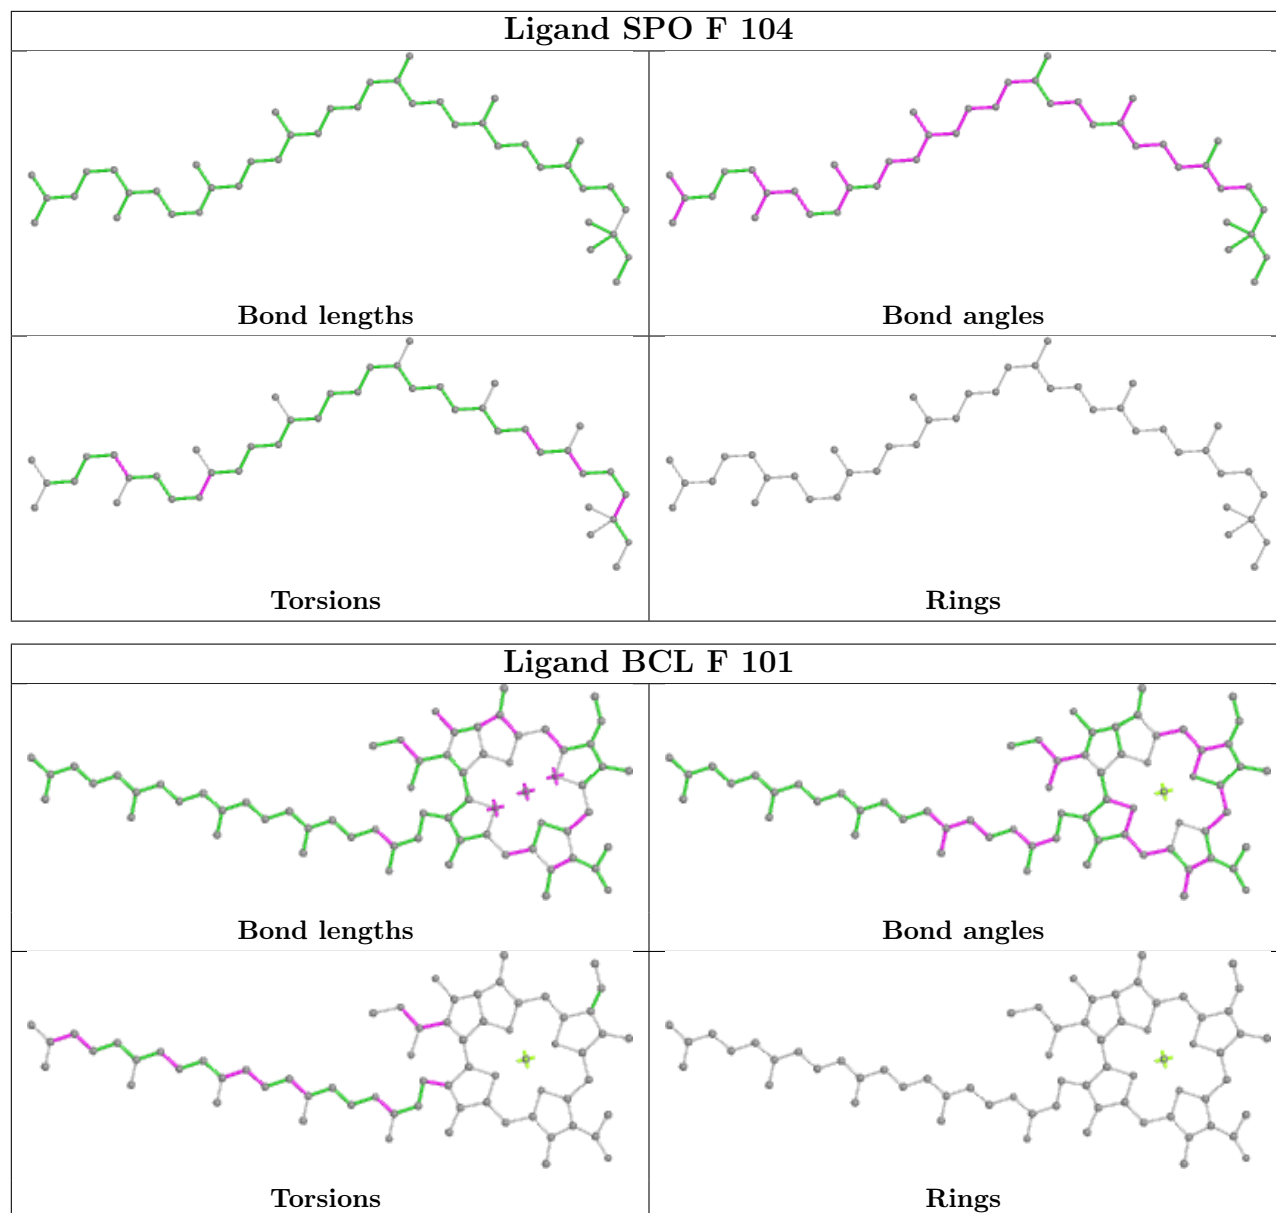 Ligand SPO F 104
Bond lengths
Bond angles
Torsions
Rings
Ligand BCL F 101
Bond lengths
Bond angles
Torsions
Rings